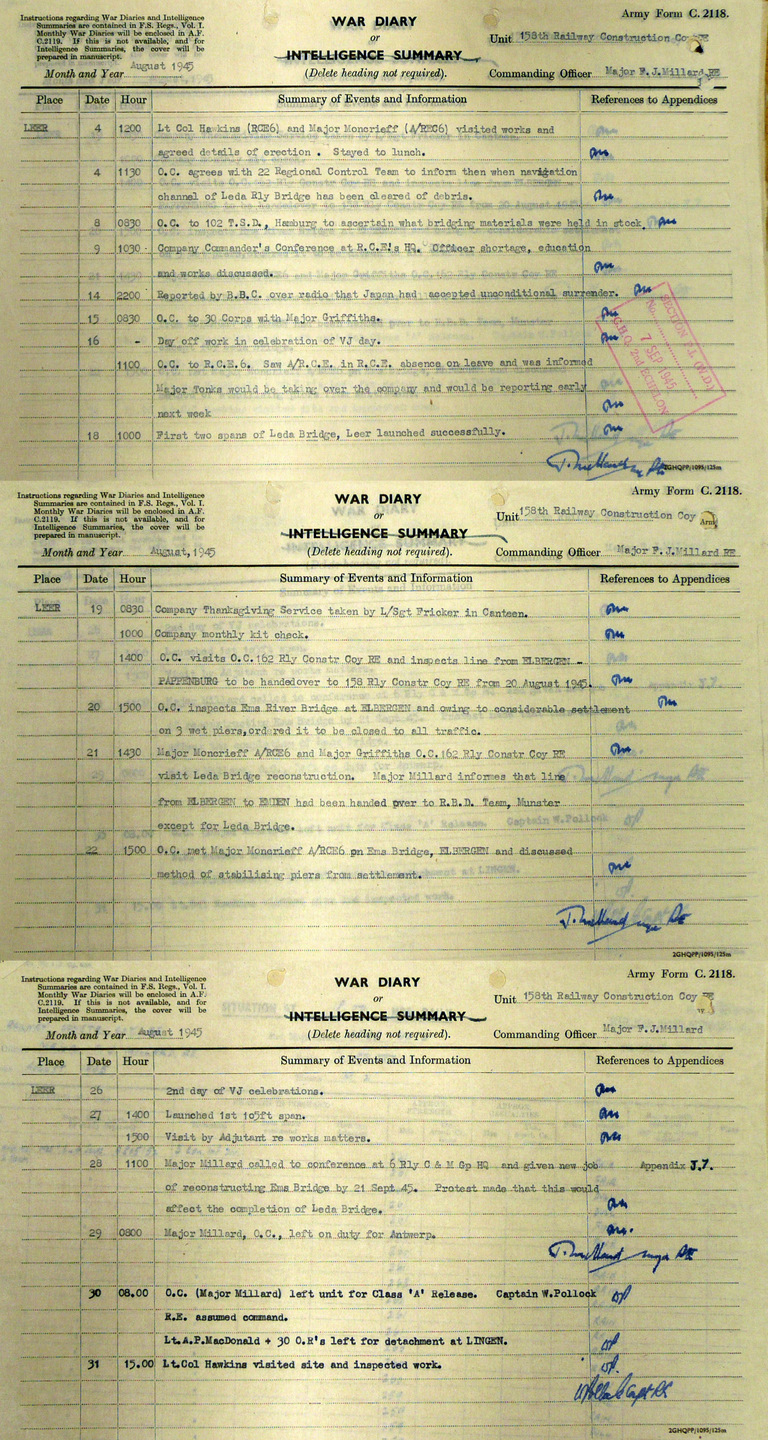 Instructions regarding War Diaries and Intelligence
Summaries are contained in F.S. Regs., Vol. I.
Monthly War Diaries will be enclosed in A.F.
C.2119. If this is not available, and for
Intelligence Summaries, the cover will be
prepared in manuscript.
Month and Year August 1945
WAR DIARY
or
INTELLIGENCE SUMMARY
(Delete heading not required).
Army Form C. 2118.
Unit 158th Railway Construction Coy RE
Commanding Officer Major F.J.Millard RE
Place Date Hour Summary of Events and Information References to Appendices
LEER 4 1200 Lt Col Hawkins (RCE6) and Major Moncrieff (A/REC6) visited works and
agreed details of erection . Stayed to lunch.
4 1130 O.C. agrees with 22 Regional Control Team to inform then when navigation
channel of Leda Rly Bridge has been cleared of debris.
8 0830 O.C. to 102 T.S.D., Hamburg to ascertain what bridging materials were held in stock.
9 1030 Company Commander's Conference at R.C.E's HQ. Officer shortage, education
and works discussed.
14 2200 Reported by B.B.C. over radio that Japan had accepted unconditional surrender.
15 0830 O.C. to 30 Corps with Major Griffiths.
16 - Day off work in celebration of VJ day.
1100 O.C. to R.C.E.6. Saw A/R.C.E. in R.C.E. absence on leave and was informed
Major Tonks would be taking over the company and would be reporting early
next week
18 1000 First two spans of Leda Bridge, Leer launched successfully.
7 SEP 1945
G.H.Q. 2nd ECHELON
2GHQPP/1095/125m
Instructions regarding War Diaries and Intelligence
Summaries are contained in F.S. Regs., Vol. I.
Monthly War Diaries will be enclosed in A.F.
C.2119. If this is not available, and for
Intelligence Summaries, the cover will be
prepared in manuscript.
Month and Year August, 1945
WAR DIARY
or
INTELLIGENCE SUMMARY
(Delete heading not required).
Army Form C. 2118.
Unit 158th Railway Construction Coy
Commanding Officer Major F.J.Millard RE
Place Date Hour Summary of Events and Information References to Appendices
LEER 19 0830 Company Thanksgiving Service taken by L/Sgt Fricker in Canteen.
1000 Company monthly kit check.
1400 O.C. visits O.C.162 Rly Constr Coy RE and inspects line from ELBERGEN -
PAPPENBURG to be handedover to 158 Rly Constr Coy RE from 20 August 1945.
20 1500 O.C. inspects Ems River Bridge at ELBERGEN and owing to considerable settlement
on 3 wet piers,ordered it to be closed to all traffic.
21 1430 Major Moncrieff A/RCE6 and Major Griffiths O.C.162 Rly Constr Coy RE
visit Leda Bridge reconstruction. Major Millard informes that line
from ELBERGEN to EMDEN had been handed pver to R.B.D. Team, Munster
except for Leda Bridge.
22 1500 O.C. met Major Moncrieff A/RCE6 pn Ems Bridge, ELBERGEN and discussed
method of stabilising piers from settlement.
2GHQPP/1095/125m
Instructions regarding War Diaries and Intelligence
Summaries are contained in F.S. Regs., Vol. I.
Monthly War Diaries will be enclosed in A.F.
C.2119. If this is not available, and for
Intelligence Summaries, the cover will be
prepared in manuscript.
Month and Year August 1945
WAR DIARY
or
INTELLIGENCE SUMMARY
(Delete heading not required).
Army Form C. 2118.
Unit 158th Railway Construction Coy RE
Commanding Officer Major F.J.Millard
Place Date Hour Summary of Events and Information References to Appendices
LEER 26 2nd day of VJ celebrations.
27 1400 Launched 1st 105ft span.
1500 Visit by Adjutant re works matters.
28 1100 Major Millard called to conference at 6 Rly C & M Gp HQ and given new job Appendix J.7.
of reconstructing Ems Bridge by 21 Sept 45. Protest made that this would
affect the completion of Leda Bridge.
29 0800 Major Millard, O.C., left on duty for Antwerp.
30 08.00 O.C. (Major Millard) left unit for Class 'A' Release. Captain W.Pollock
R.E. assumed command.
Lt.A.P.MacDonald + 30 O.R's left for detachment at LINGEN.
31 15.00 Lt.Col Hawkins visited site and inspected work.
2GHQPP/1095/125m